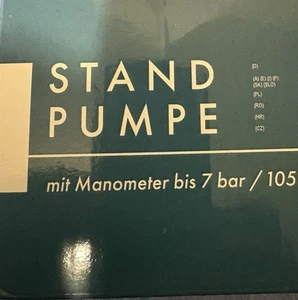 STAND
PUMPE
(D)
(A) (E) (I) (P)
(SK) (SLO)
(PL)
(RO)
(HR)
(CZ)
mit Manometer bis 7 bar / 105